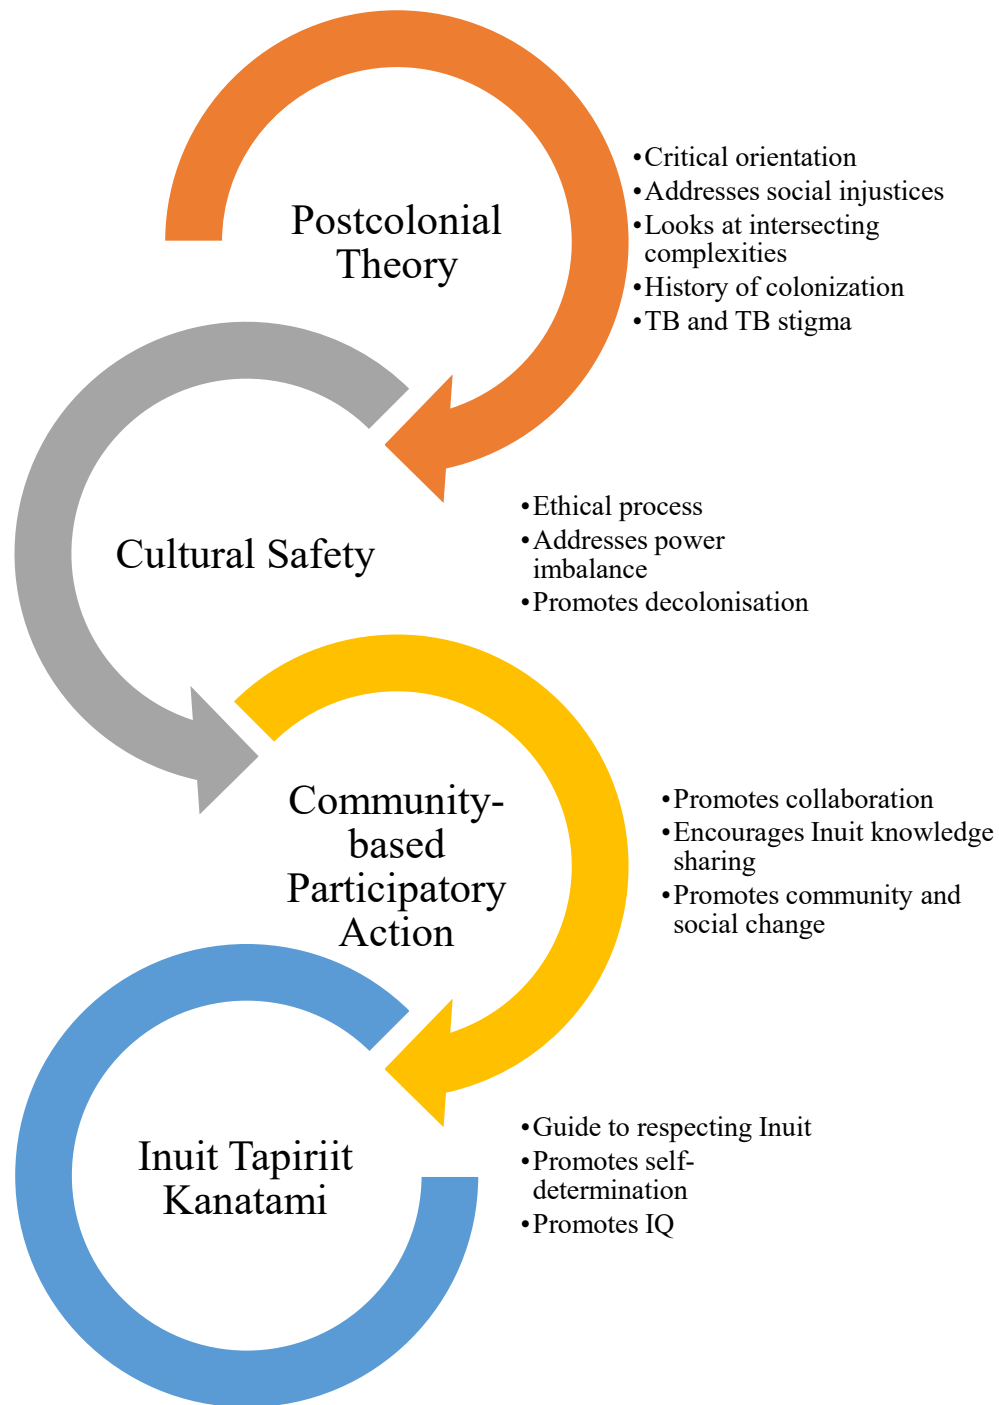 Postcolonial
Theory
•Critical orientation
•Addresses social injustices
•Looks at intersecting
complexities
•History of colonization
•TB and TB stigma
Cultural Safety
•Ethical process
•Addresses power
imbalance
•Promotes decolonisation
Community-
based
Participatory
Action
•Promotes collaboration
•Encourages Inuit knowledge
sharing
•Promotes community and
social change
Inuit Tapiriit
Kanatami
•Guide to respecting Inuit
•Promotes self-
determination
•Promotes IQ